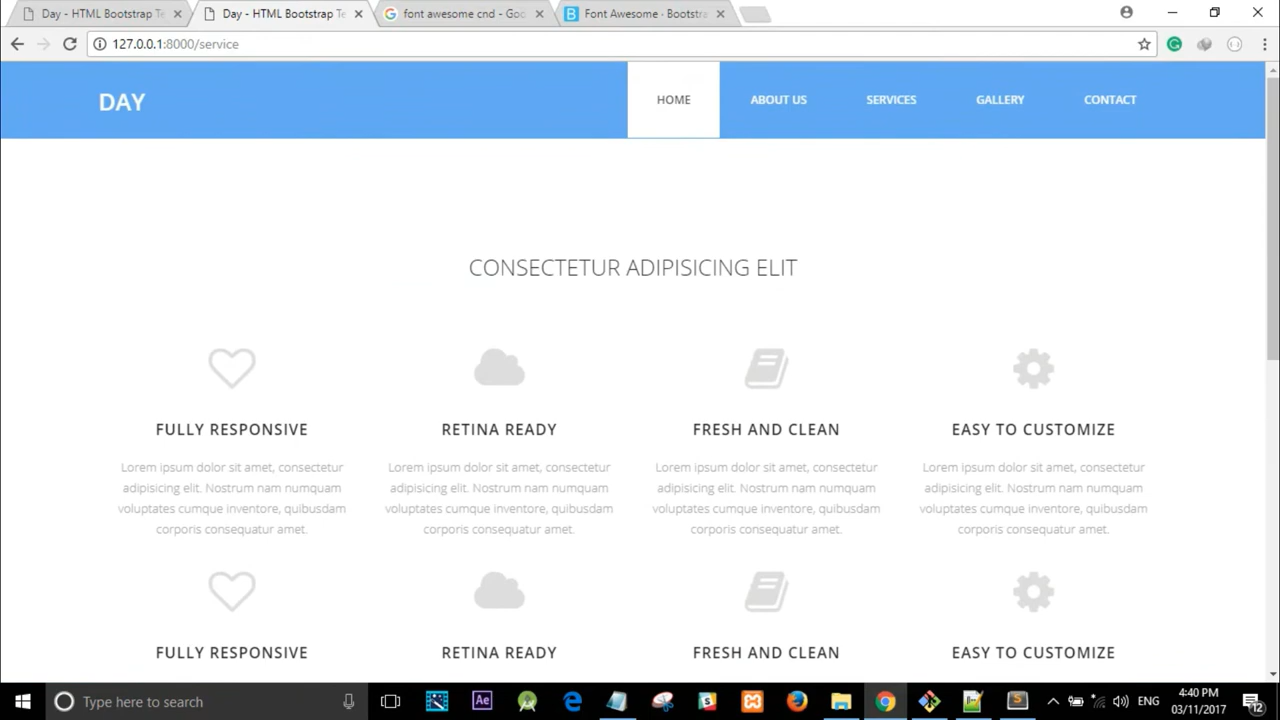 Day - HTML Bootstrap Te
Day - HTML Bootstrap Te
font awesome cnd - Goo
Font Awesome · Bootstra
127.0.0.1:8000/service
DAY
HOME
ABOUT US
SERVICES
GALLERY
CONTACT
CONSECTETUR ADIPISICING ELIT
FULLY RESPONSIVE
RETINA READY
FRESH AND CLEAN
EASY TO CUSTOMIZE
Lorem ipsum dolor sit amet, consectetur
adipisicing elit. Nostrum nam numquam
voluptates cumque inventore, quibusdam
corporis consequatur amet.
Lorem ipsum dolor sit amet, consectetur
adipisicing elit. Nostrum nam numquam
voluptates cumque inventore, quibusdam
corporis consequatur amet.
Lorem ipsum dolor sit amet, consectetur
adipisicing elit. Nostrum nam numquam
voluptates cumque inventore, quibusdam
corporis consequatur amet.
Lorem ipsum dolor sit amet, consectetur
adipisicing elit. Nostrum nam numquam
voluptates cumque inventore, quibusdam
corporis consequatur amet.
FULLY RESPONSIVE
RETINA READY
FRESH AND CLEAN
EASY TO CUSTOMIZE
Type here to search
Ae
ENG
4:40 PM
03/11/2017
12